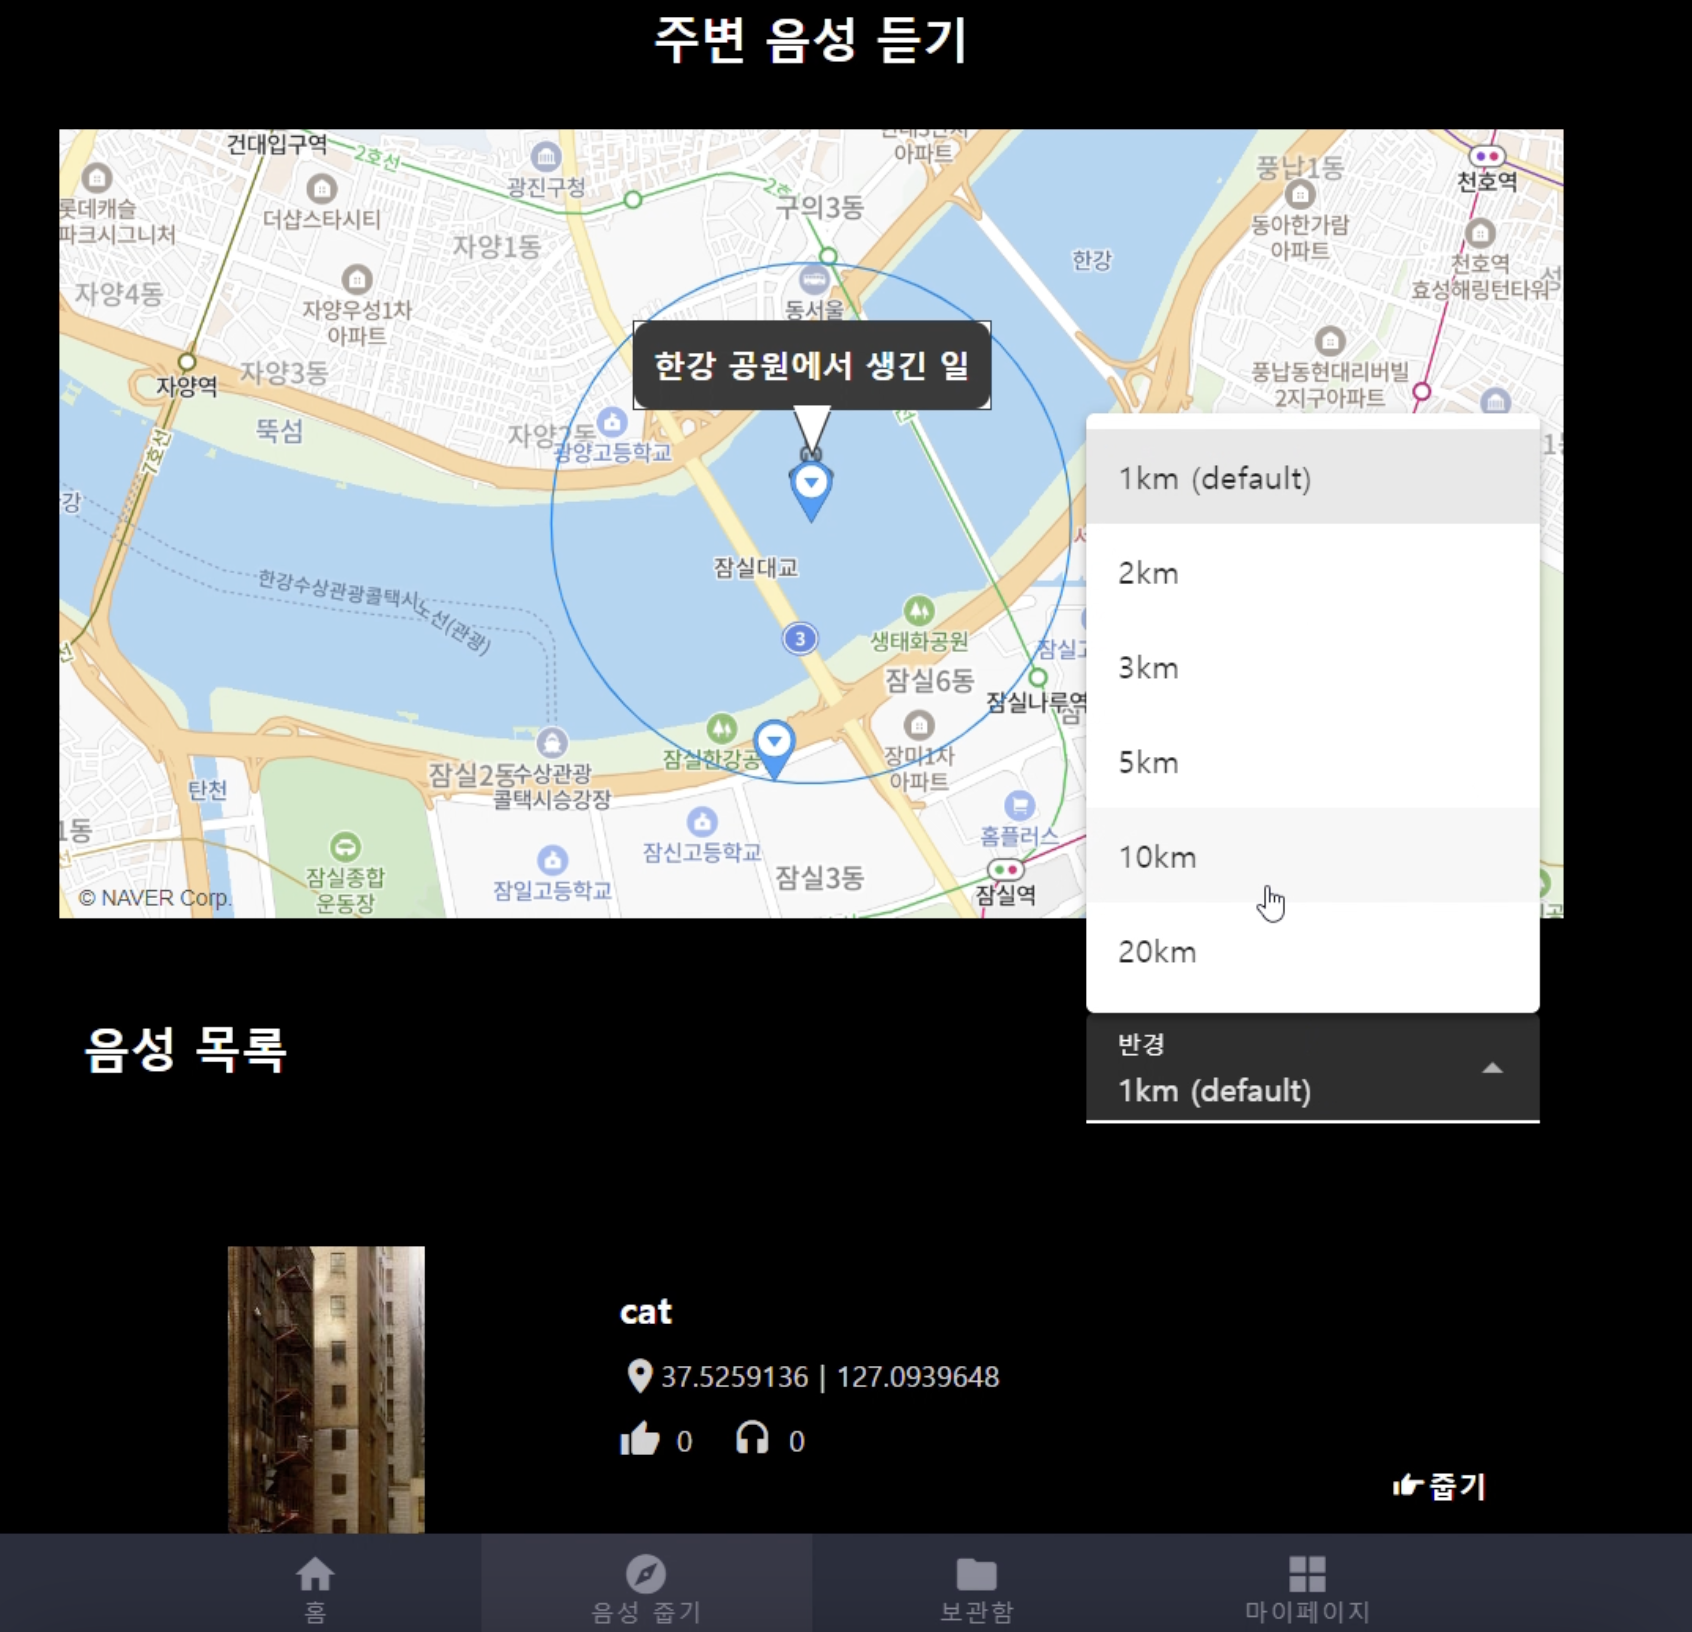 주변 음성 듣기
건대입구역
2호선
광진구청
아파트
풍납1동
천호역
롯데캐슬
파크시그니처
더샵스타시티
자양1동
구의3동
동아한가람
아파트
한강
천호역
효성해링턴타워
자양4동
자양우성1차
아파트
동서울
자양역
자양3동
풍납동현대리버빌
2지구아파트
한강 공원에서 생긴 일
뚝섬
자양2동
광양고등학교
7호선
강
잠실대교
한강수상관광콜택시노선(관광)
3
생태화공원
잠실6동
잠실나루역
잠실한강공
장미1차
아파트
잠실2동
수상관광
콜택시승강장
탄천
1동
잠신고등학교
홈플러스
잠실종합
운동장
잠일고등학교
잠실3동
잠실역
© NAVER Corp.
1km (default)
2km
3km
5km
10km
20km
음성 목록
반경
1km (default)
cat
37.5259136 | 127.0939648
0 0
줍기
홈
음성 줍기
보관함
마이페이지